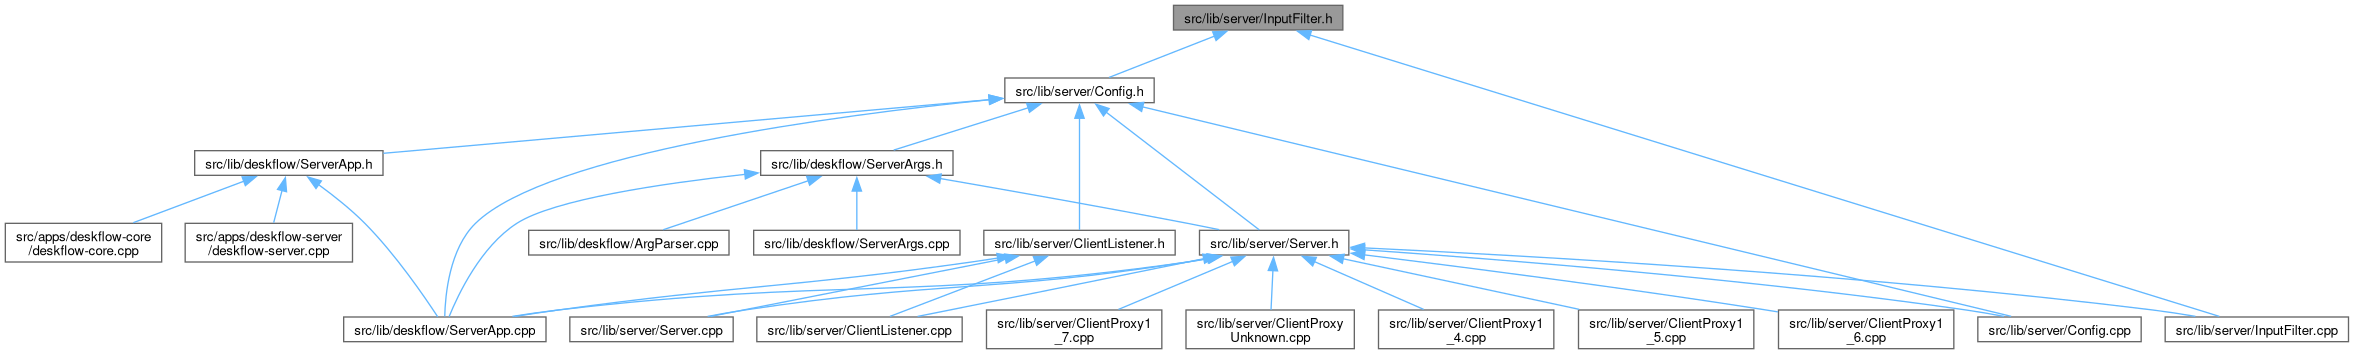 src/lib/server/InputFilter.h
src/lib/server/Config.h
src/lib/deskflow/ServerApp.h
src/lib/deskflow/ServerArgs.h
src/apps/deskflow-core
/deskflow-core.cpp
src/apps/deskflow-server
/deskflow-server.cpp
src/lib/deskflow/ArgParser.cpp
src/lib/deskflow/ServerArgs.cpp
src/lib/server/ClientListener.h
src/lib/server/Server.h
src/lib/deskflow/ServerApp.cpp
src/lib/server/Server.cpp
src/lib/server/ClientListener.cpp
src/lib/server/ClientProxy1
_7.cpp
src/lib/server/ClientProxy
Unknown.cpp
src/lib/server/ClientProxy1
_4.cpp
src/lib/server/ClientProxy1
_5.cpp
src/lib/server/ClientProxy1
_6.cpp
src/lib/server/Config.cpp
src/lib/server/InputFilter.cpp